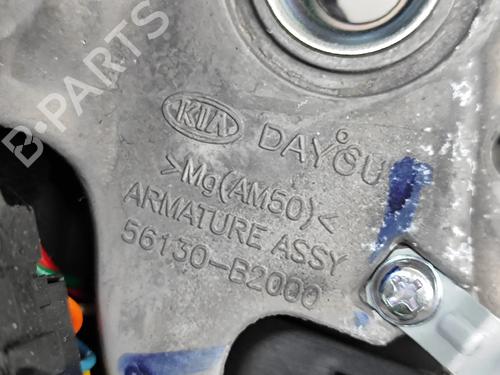 B-PARTS
KIA DAYOU
>Mg(AM50)<
ARMATURE ASSY
56130-B2000